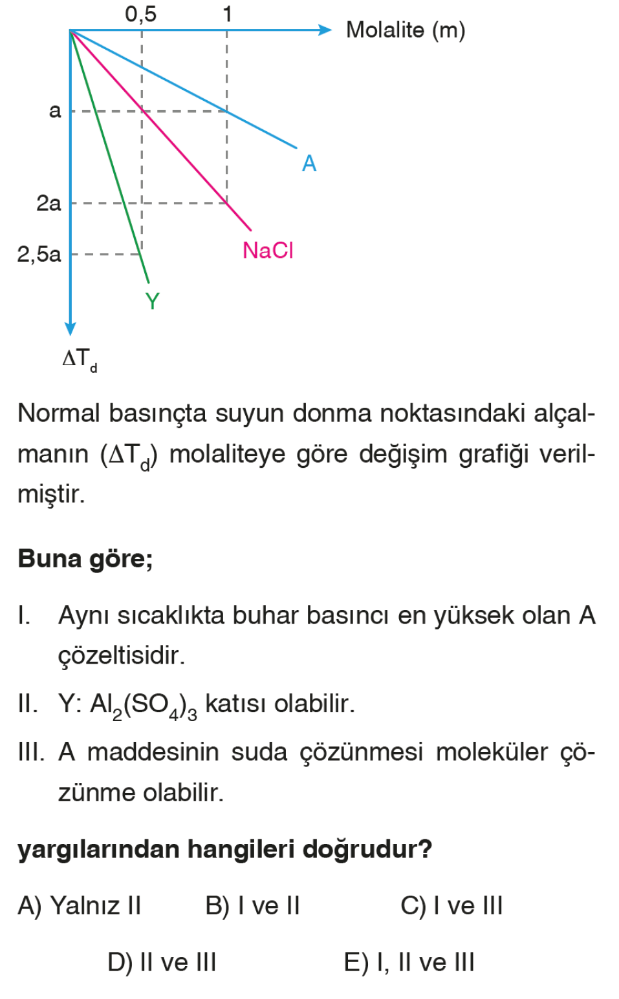 0,5 1
Molalite (m)
a
A
2a
NaCl
2,5a
Y
ΔTd
Normal basınçta suyun donma noktasındaki alçal-
manın (ΔTd) molaliteye göre değişim grafiği veril-
miştir.
Buna göre;
I. Aynı sıcaklıkta buhar basıncı en yüksek olan A
çözeltisidir.
II. Y: Al2(SO4)3 katısı olabilir.
III. A maddesinin suda çözünmesi moleküler çö-
zünme olabilir.
yargılarından hangileri doğrudur?
A) Yalnız II B) I ve II C) I ve III
D) II ve III E) I, II ve III